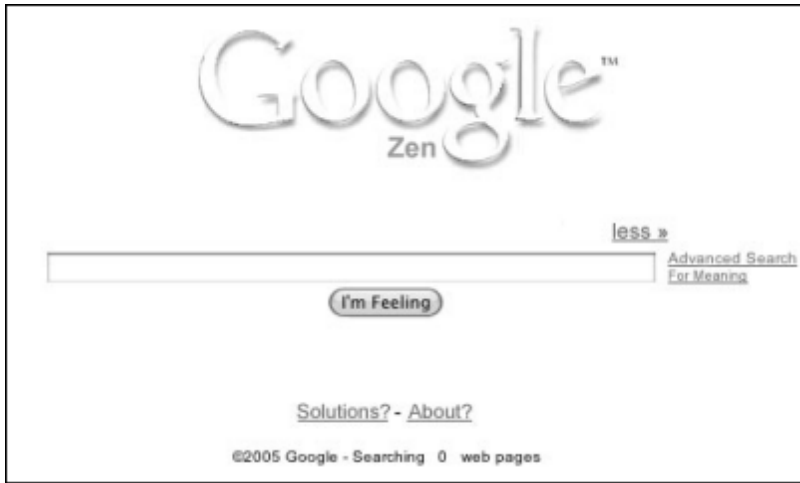 Google™
Zen
less »
Advanced Search
For Meaning
I'm Feeling
Solutions? - About?
©2005 Google - Searching 0 web pages